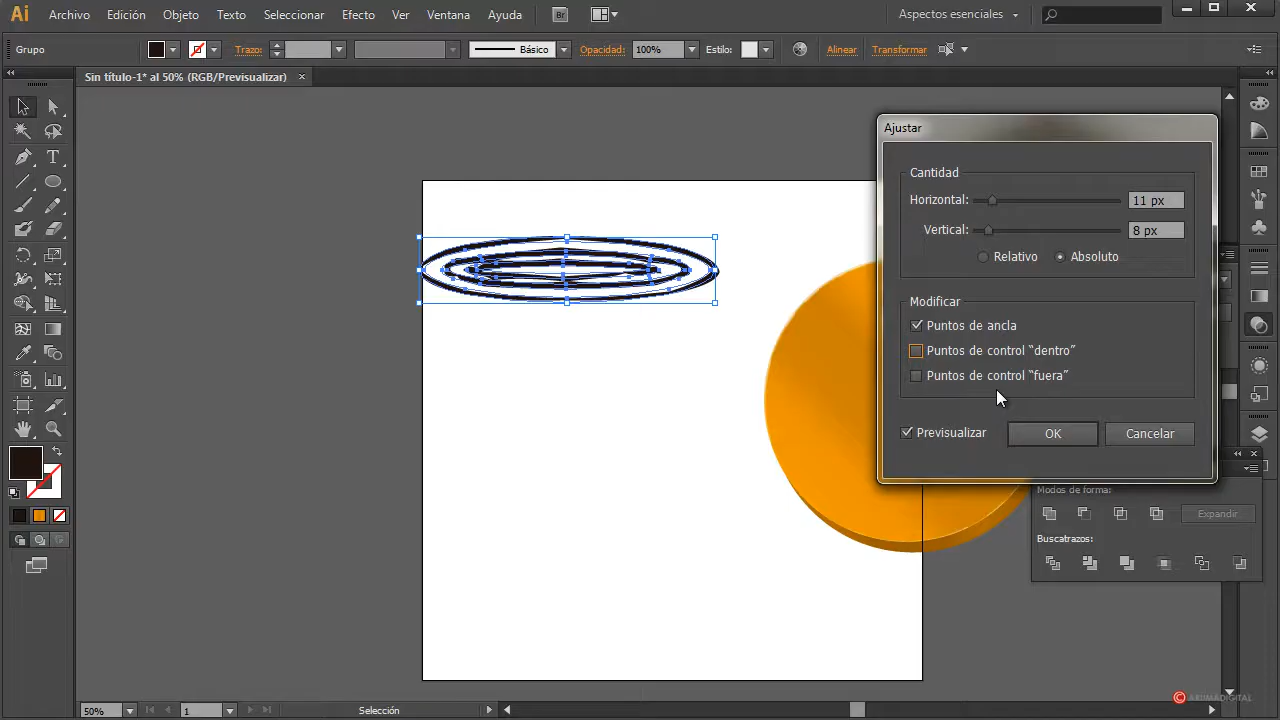 Ai Archivo Edición Objeto Texto Seleccionar Efecto Ver Ventana Ayuda Br Aspectos esenciales
Grupo Trazo: Básico Opacidad: 100% Estilo: Alinear Transformar
Sin título-1* al 50% (RGB/Previsualizar)
Ajustar
Cantidad
Horizontal: 11 px
Vertical: 8 px
Relativo Absoluto
Modificar
Puntos de ancla
Puntos de control “dentro”
Puntos de control “fuera”
Previsualizar OK Cancelar
Modos de forma:
Expandir
Buscatrazos:
© ARTIMADIGITAL
50% 1 Selección